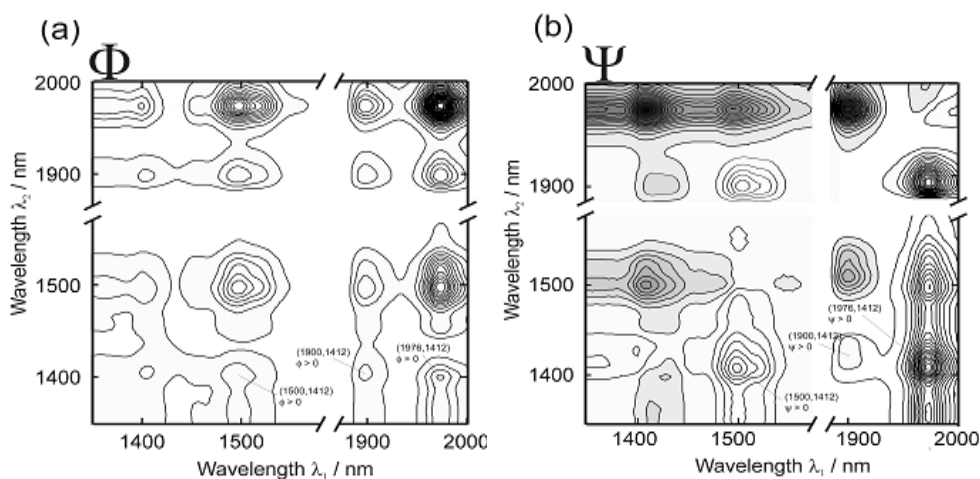 (a)
Φ
2000
1900
1500
1400
Wavelength λ₂ / nm
(1900,1412)
ϕ > 0
(1976,1412)
ϕ > 0
(1500,1412)
ϕ > 0
1400 1500 1900 2000
Wavelength λ₁ / nm
(b)
Ψ
2000
1900
1500
1400
Wavelength λ₂ / nm
(1976,1412)
ψ > 0
(1900,1412)
ψ > 0
(1500,1412)
ψ > 0
1400 1500 1900 2000
Wavelength λ₁ / nm